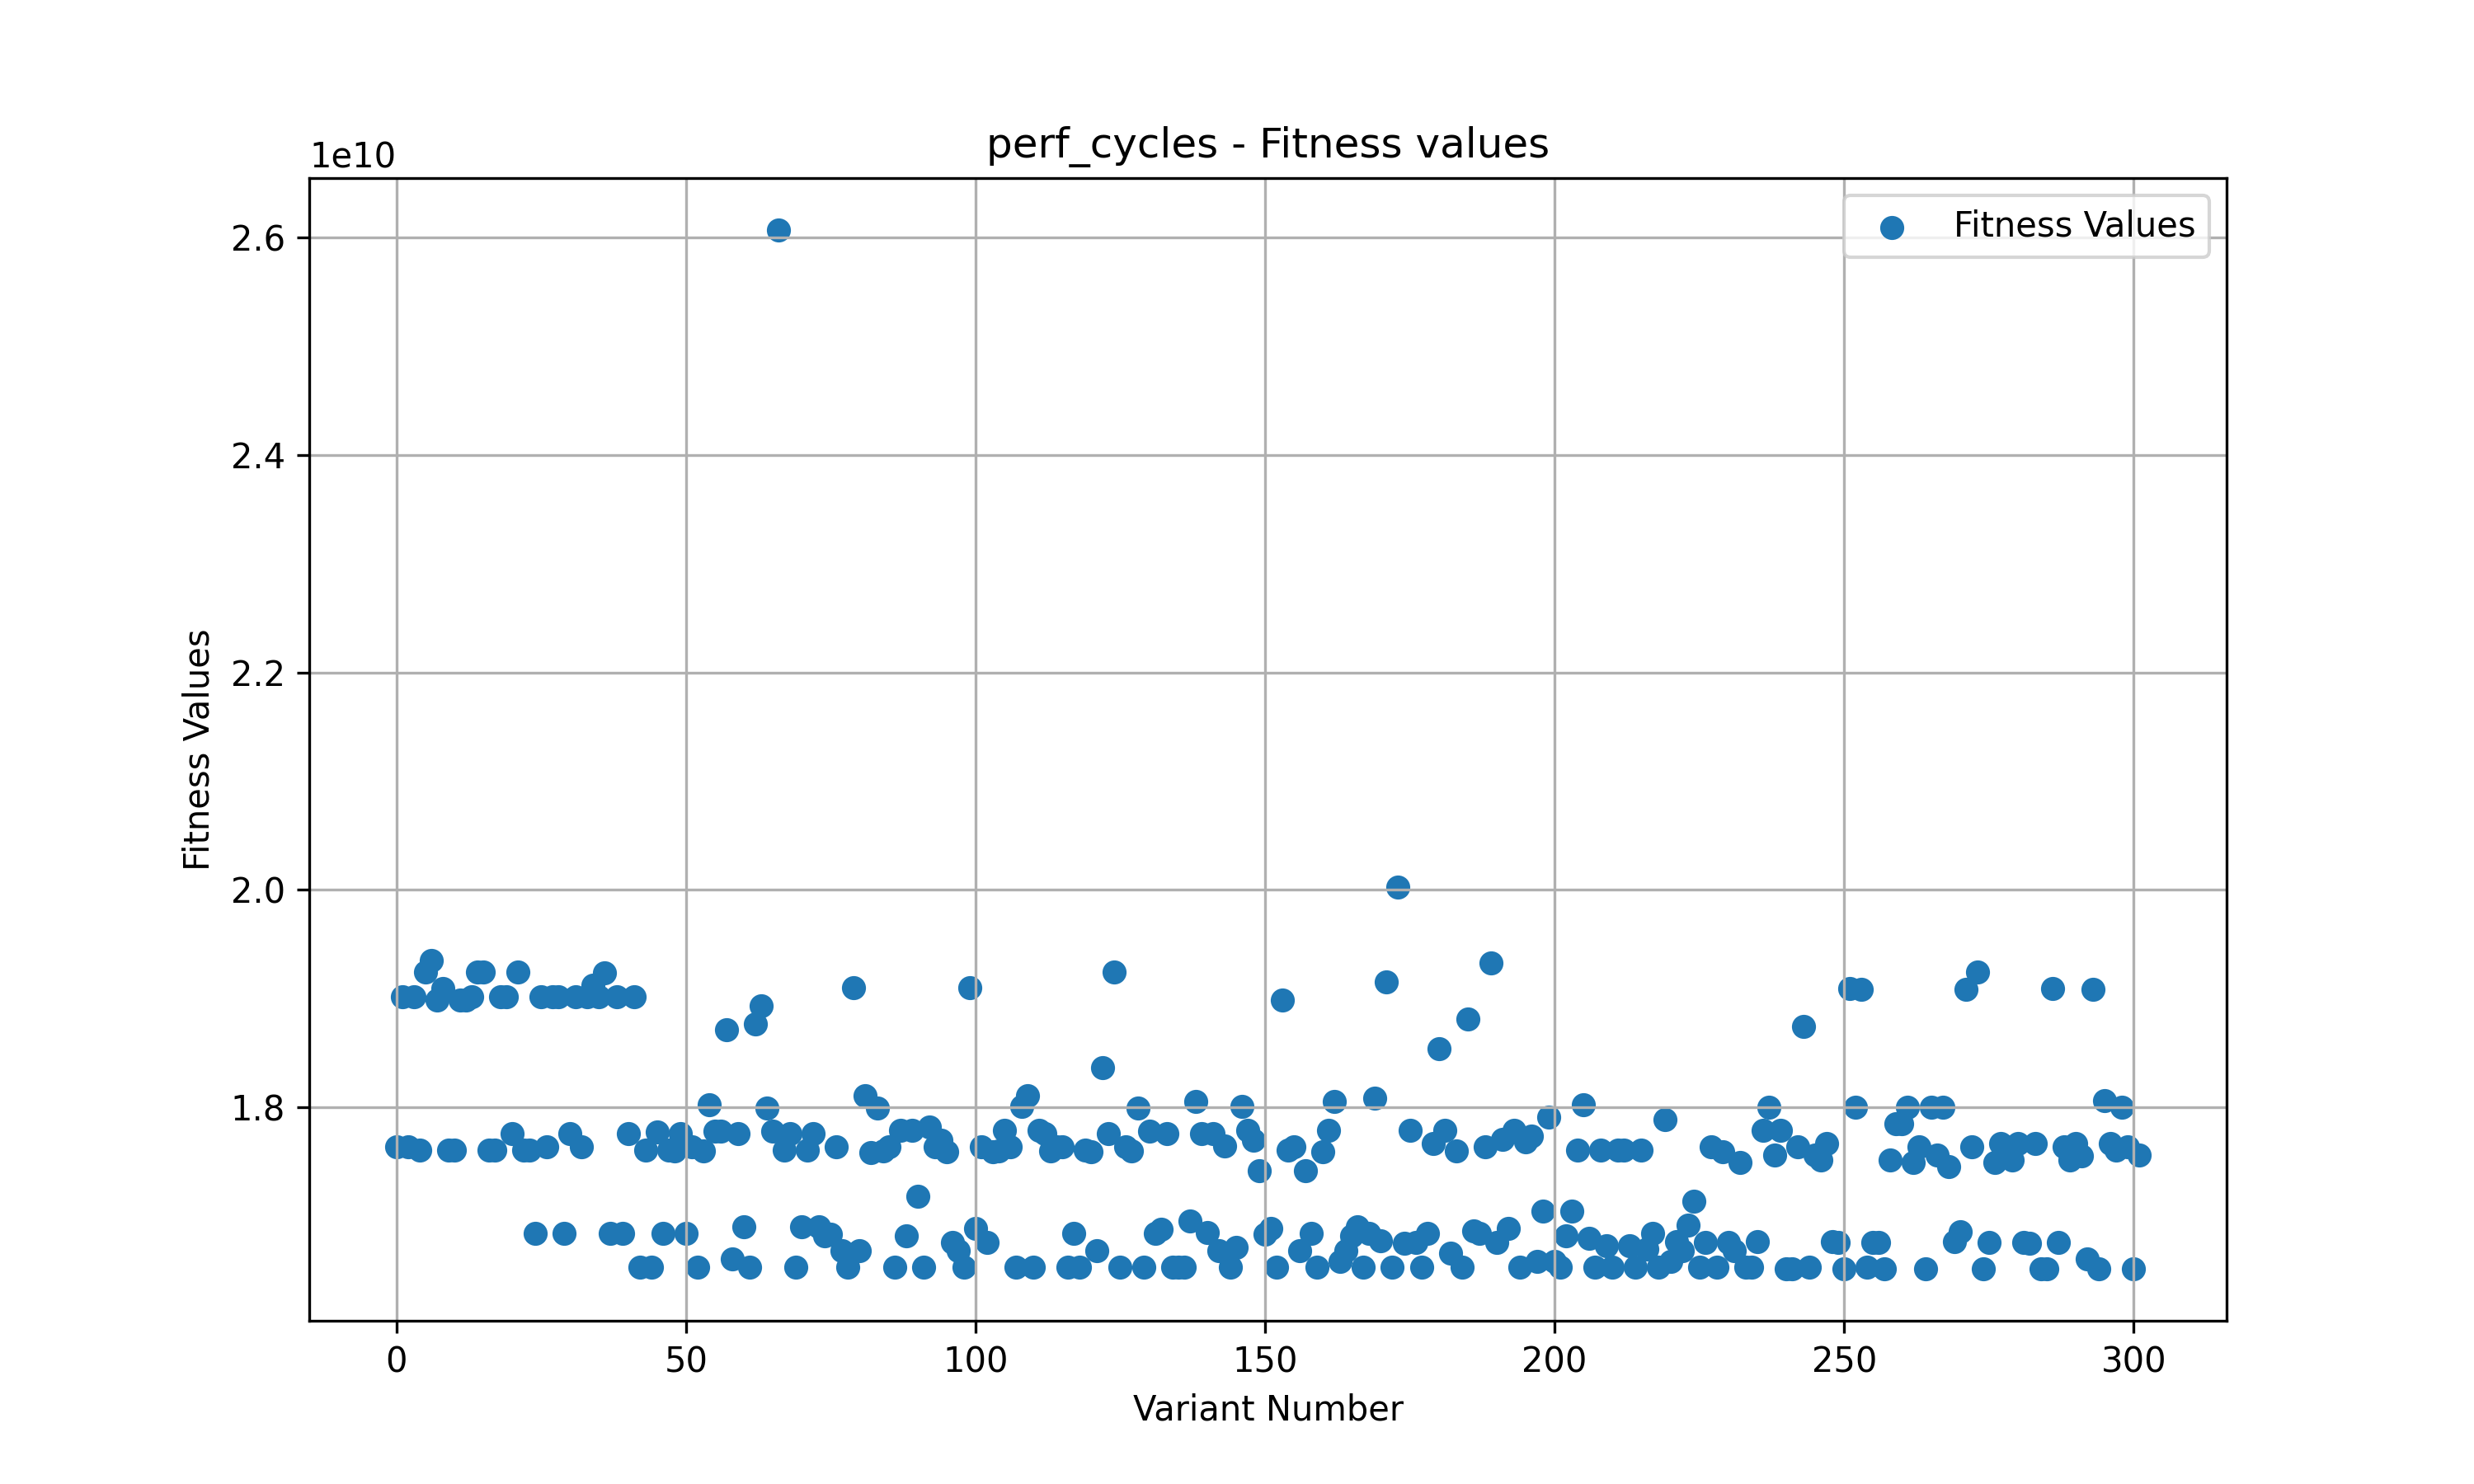 perf_cycles - Fitness values
1e10
Fitness Values
2.6
2.4
2.2
2.0
1.8
Fitness Values
0 50 100 150 200 250 300
Variant Number